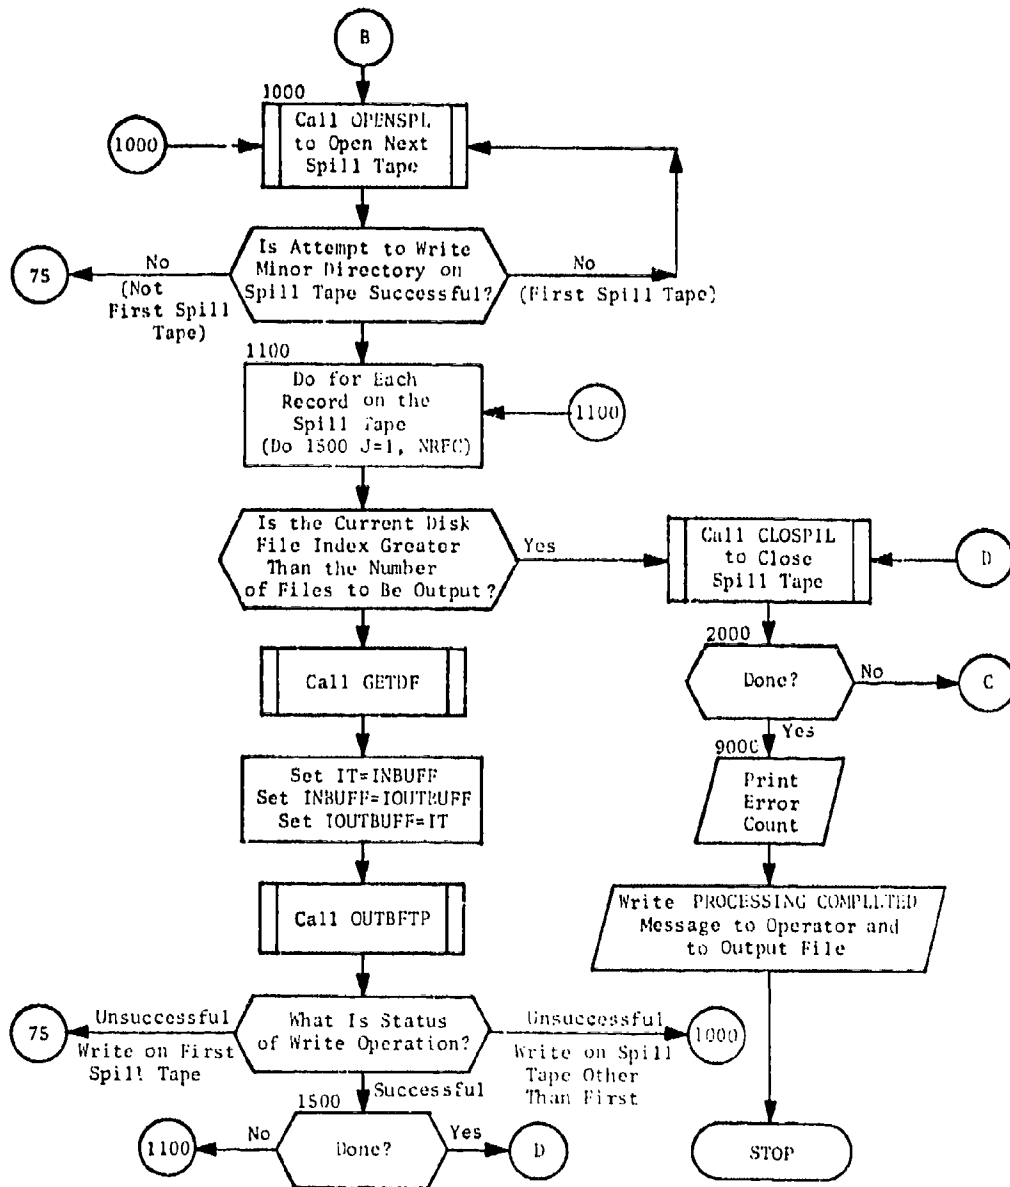 B
1000
Call OPENSPL
to Open Next
Spill Tape
1000
Is Attempt to Write
Minor Directory on
Spill Tape Successful?
75
No
(Not
First Spill
Tape)
No
(First Spill Tape)
1100
Do for Each
Record on the
Spill Tape
(Do 1500 J=1, NREC)
1100
Is the Current Disk
File Index Greater
Than the Number
of Files to Be Output?
Yes
Call CLOSPIL
to Close
Spill Tape
D
2000
Done?
No
C
Yes
Call GETDF
9000
Print
Error
Count
Set IT=INBUFF
Set INBUFF=IOUTBUFF
Set IOUTBUFF=IT
Call OUTBFTP
Write PROCESSING COMPLETED
Message to Operator and
to Output File
What Is Status
of Write Operation?
75
Unsuccessful
Write on First
Spill Tape
Unsuccessful
Write on Spill
Tape Other
Than First
1000
Successful
1500
Done?
No
1100
Yes
D
STOP